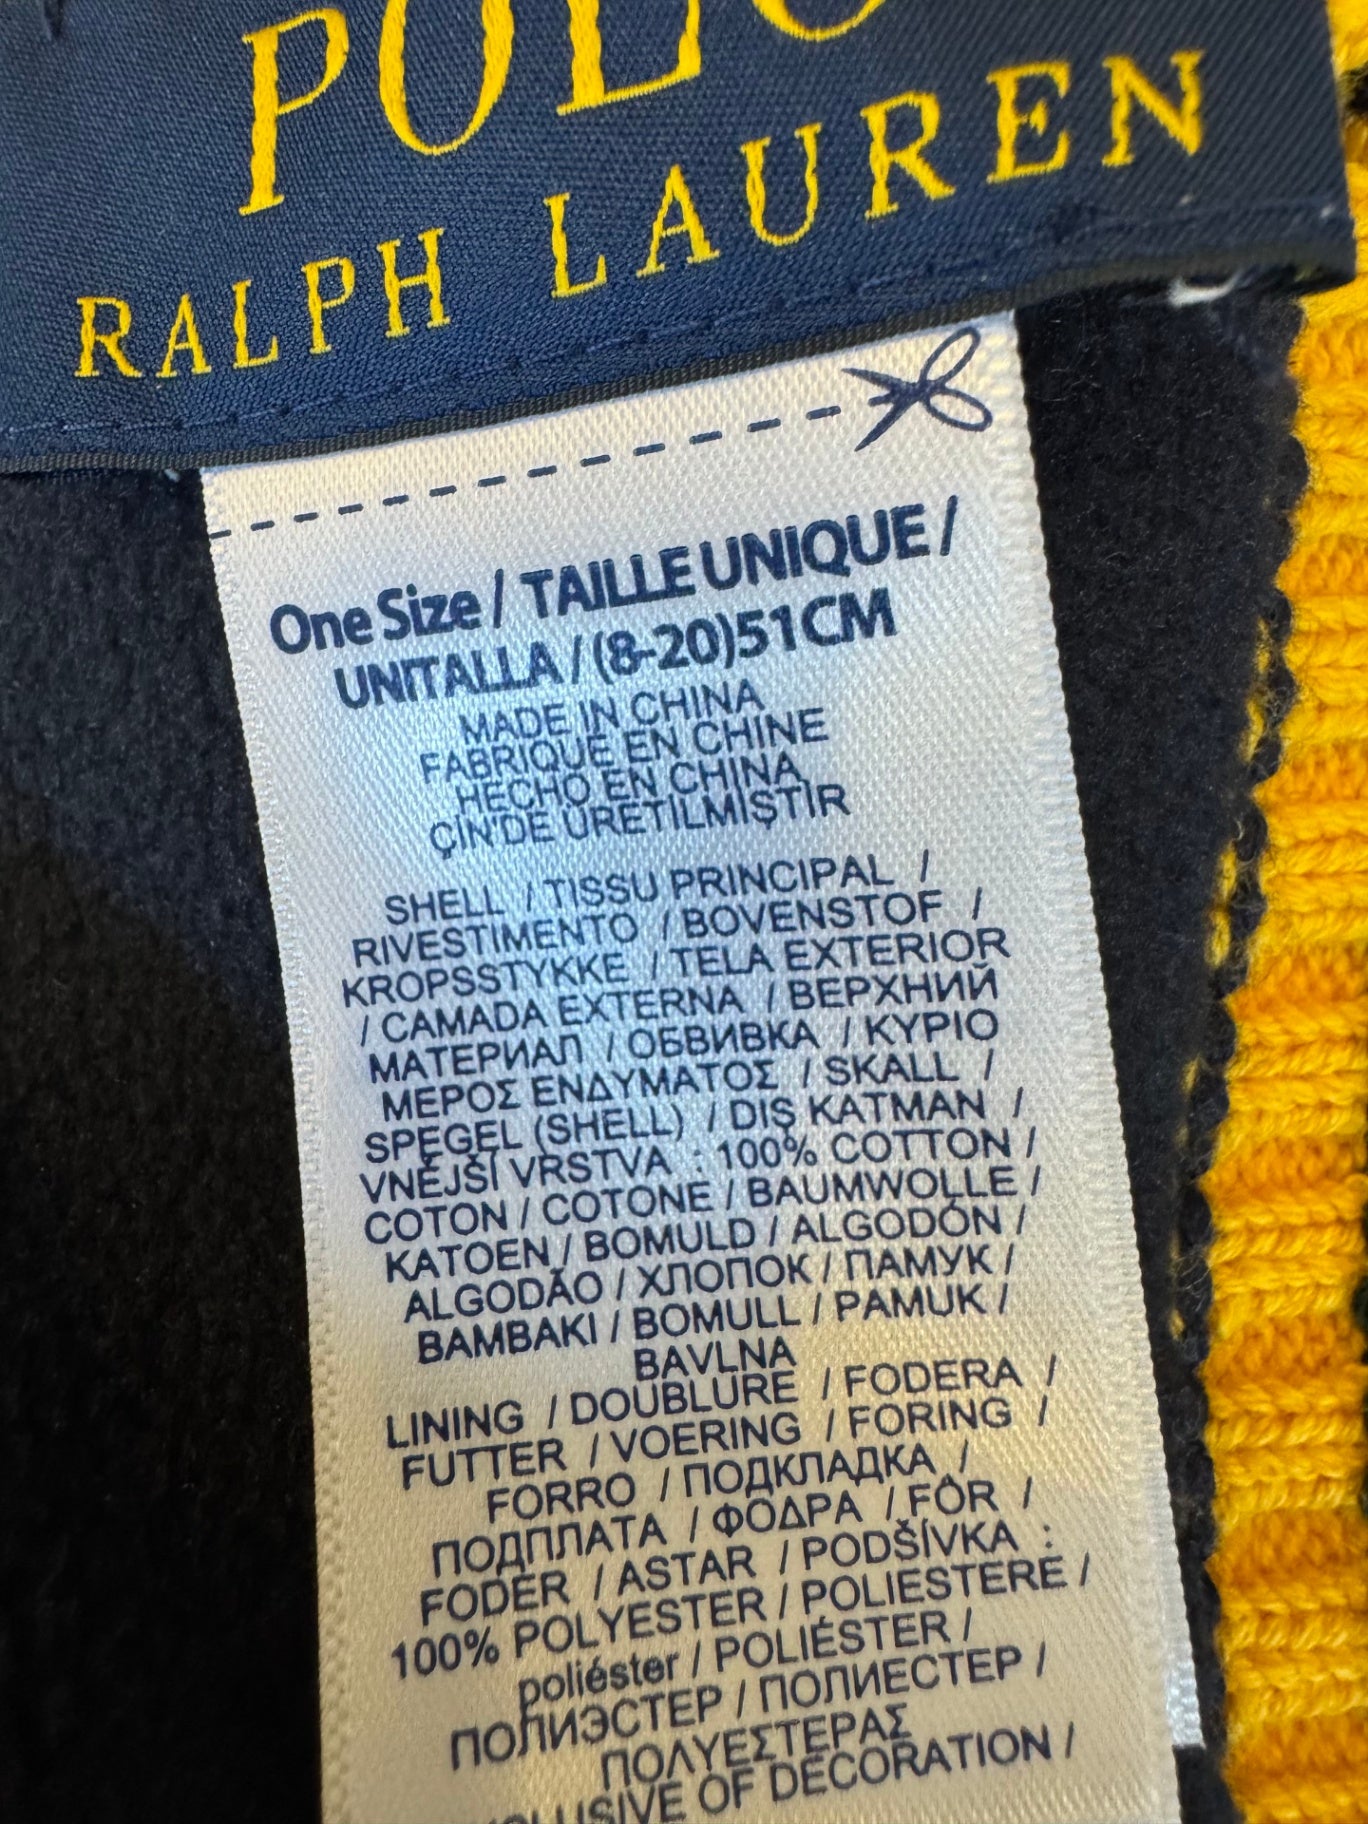 POLO
RALPH LAUREN
One Size / TAILLE UNIQUE /
UNITALLA / (8-20)51CM
MADE IN CHINA
FABRIQUÉ EN CHINE
HECHO EN CHINA
ÇİN'DE ÜRETİLMİŞTİR
SHELL / TISSU PRINCIPAL /
RIVESTIMENTO / BOVENSTOF /
KROPSSTYKKE / TELA EXTERIOR
/ CAMADA EXTERNA / ВЕРХНИЙ
МАТЕРИАЛ / ОБВИВКА / ΚΥΡΙΟ
ΜΕΡΟΣ ΕΝΔΥΜΑΤΟΣ / SKALL /
SPEGEL (SHELL) / DIŞ KATMAN /
VNĚJŠÍ VRSTVA : 100% COTTON /
COTON / COTONE / BAUMWOLLE /
KATOEN / BOMULD / ALGODÓN /
ALGODÃO / ХЛОПОК / ПАМУК /
BAMBAKI / BOMULL / PAMUK /
BAVLNA
LINING / DOUBLURE / FODERA /
FUTTER / VOERING / FORING /
FORRO / ПОДКЛАДКА /
ПОДПЛАТА / ΦΟΔΡΑ / FÔR /
FODER / ASTAR / PODŠÍVKA :
100% POLYESTER / POLIESTERE /
poliéster / POLIÉSTER /
ПОЛИЭСТЕР / ПОЛИЕСТЕР /
ΠΟΛΥΕΣΤΕΡΑΣ
EXCLUSIVE OF DECORATION /